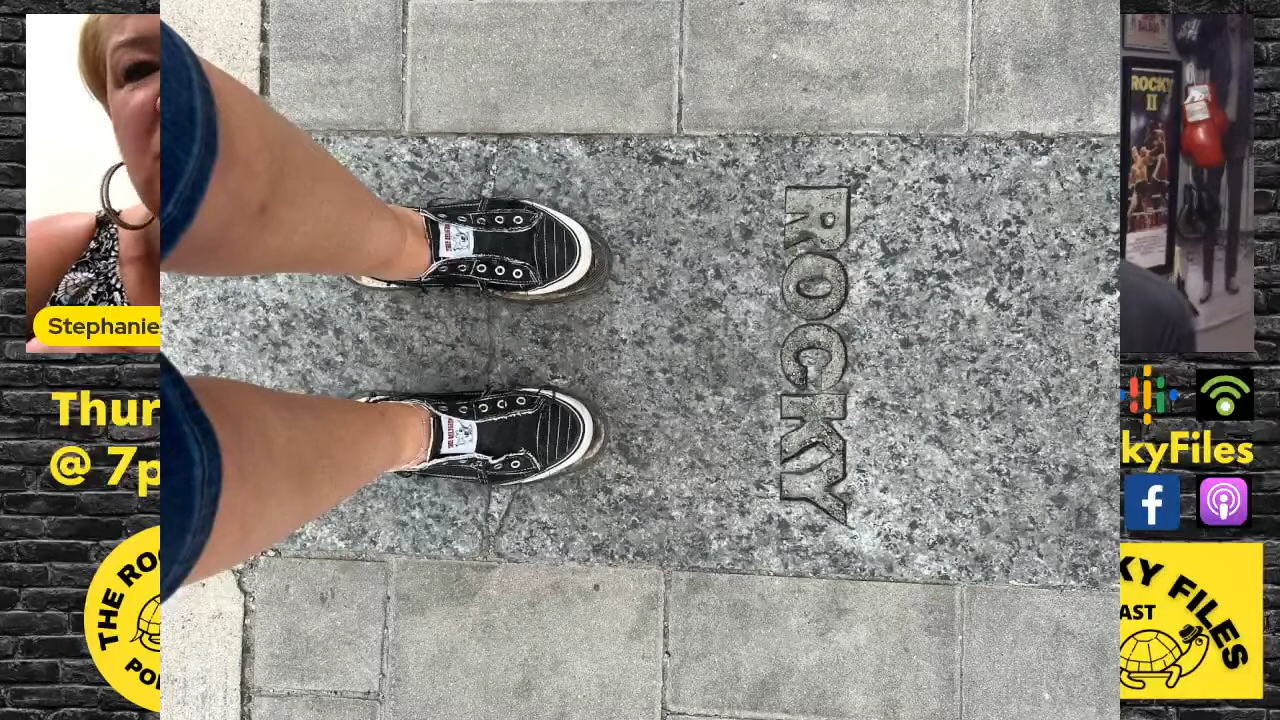 ROCKY
Stephanie
ROCKY
II
Thur
@ 7p
kyFiles
THE RO
PO
KY FILES
AST